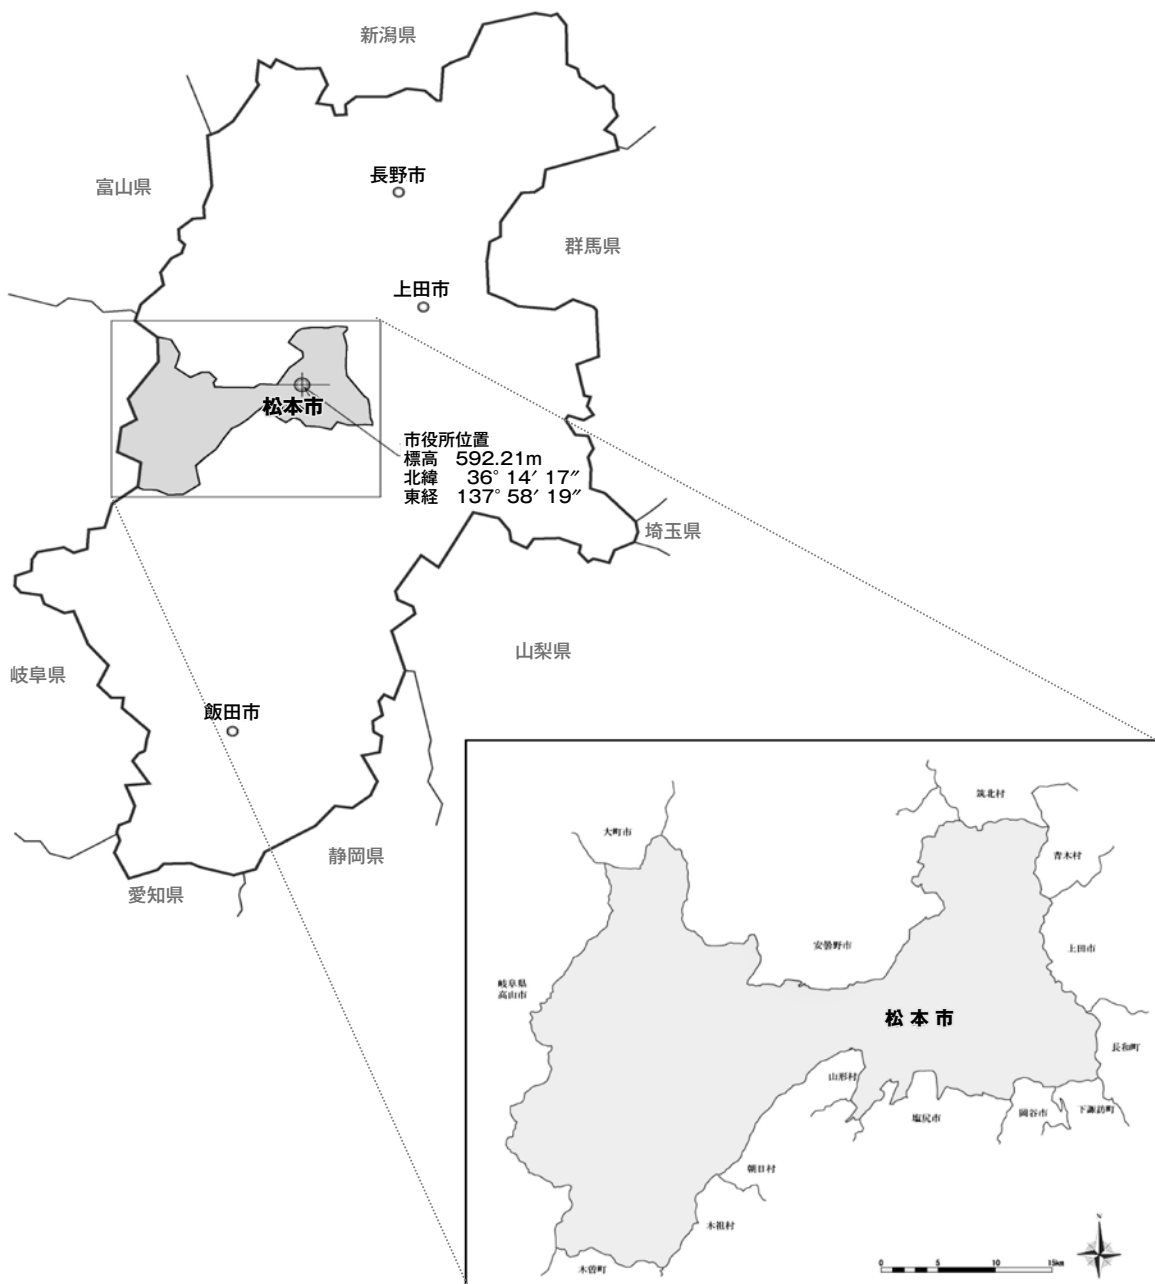 新潟県
長野市
富山県
群馬県
上田市
松本市
市役所位置
標高 592.21m
北緯 36° 14′ 17″
東経 137° 58′ 19″
埼玉県
山梨県
岐阜県
飯田市
静岡県
愛知県
筑北村
大町市
青木村
安曇野市
上田市
岐阜県
高山市
松本市
長和町
山形村
塩尻市
岡谷市
下諏訪町
朝日村
木祖村
木曽町
N
0 5 10 15km